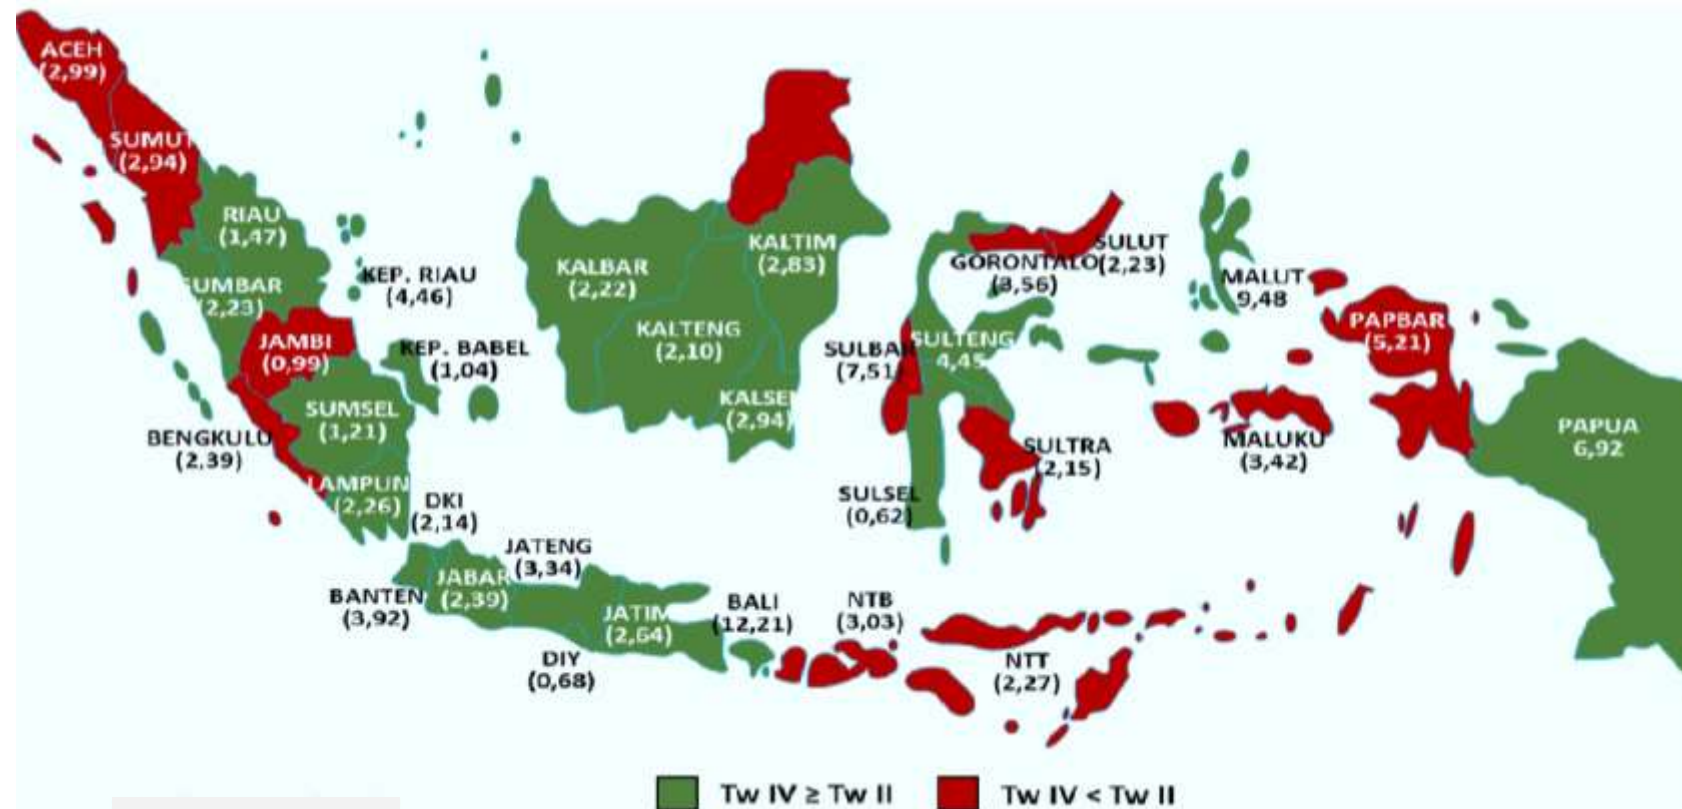 ACEH
(2,99)
SUMUT
(2,94)
RIAU
(1,47)
SUMBAR
(2,23)
KEP. RIAU
(4,46)
JAMBI
(0,99)
KEP. BABEL
(1,04)
SUMSEL
(1,21)
BENGKULU
(2,39)
LAMPUN
(2,26)
DKI
(2,14)
BANTEN
(3,92)
JABAR
(2,39)
JATENG
(3,34)
DIY
(0,68)
JATIM
(2,64)
BALI
(12,21)
NTB
(3,03)
NTT
(2,27)
KALBAR
(2,22)
KALTENG
(2,10)
KALTIM
(2,83)
KALSEL
(2,94)
SULBAR
(7,51)
SULTENG
4,45
GORONTALO
(3,56)
SULUT
(2,23)
SULSEL
(0,62)
SULTRA
(2,15)
MALUT
9,48
MALUKU
(3,42)
PAPBAR
(5,21)
PAPUA
6,92
Tw IV ≥ Tw II
Tw IV < Tw II